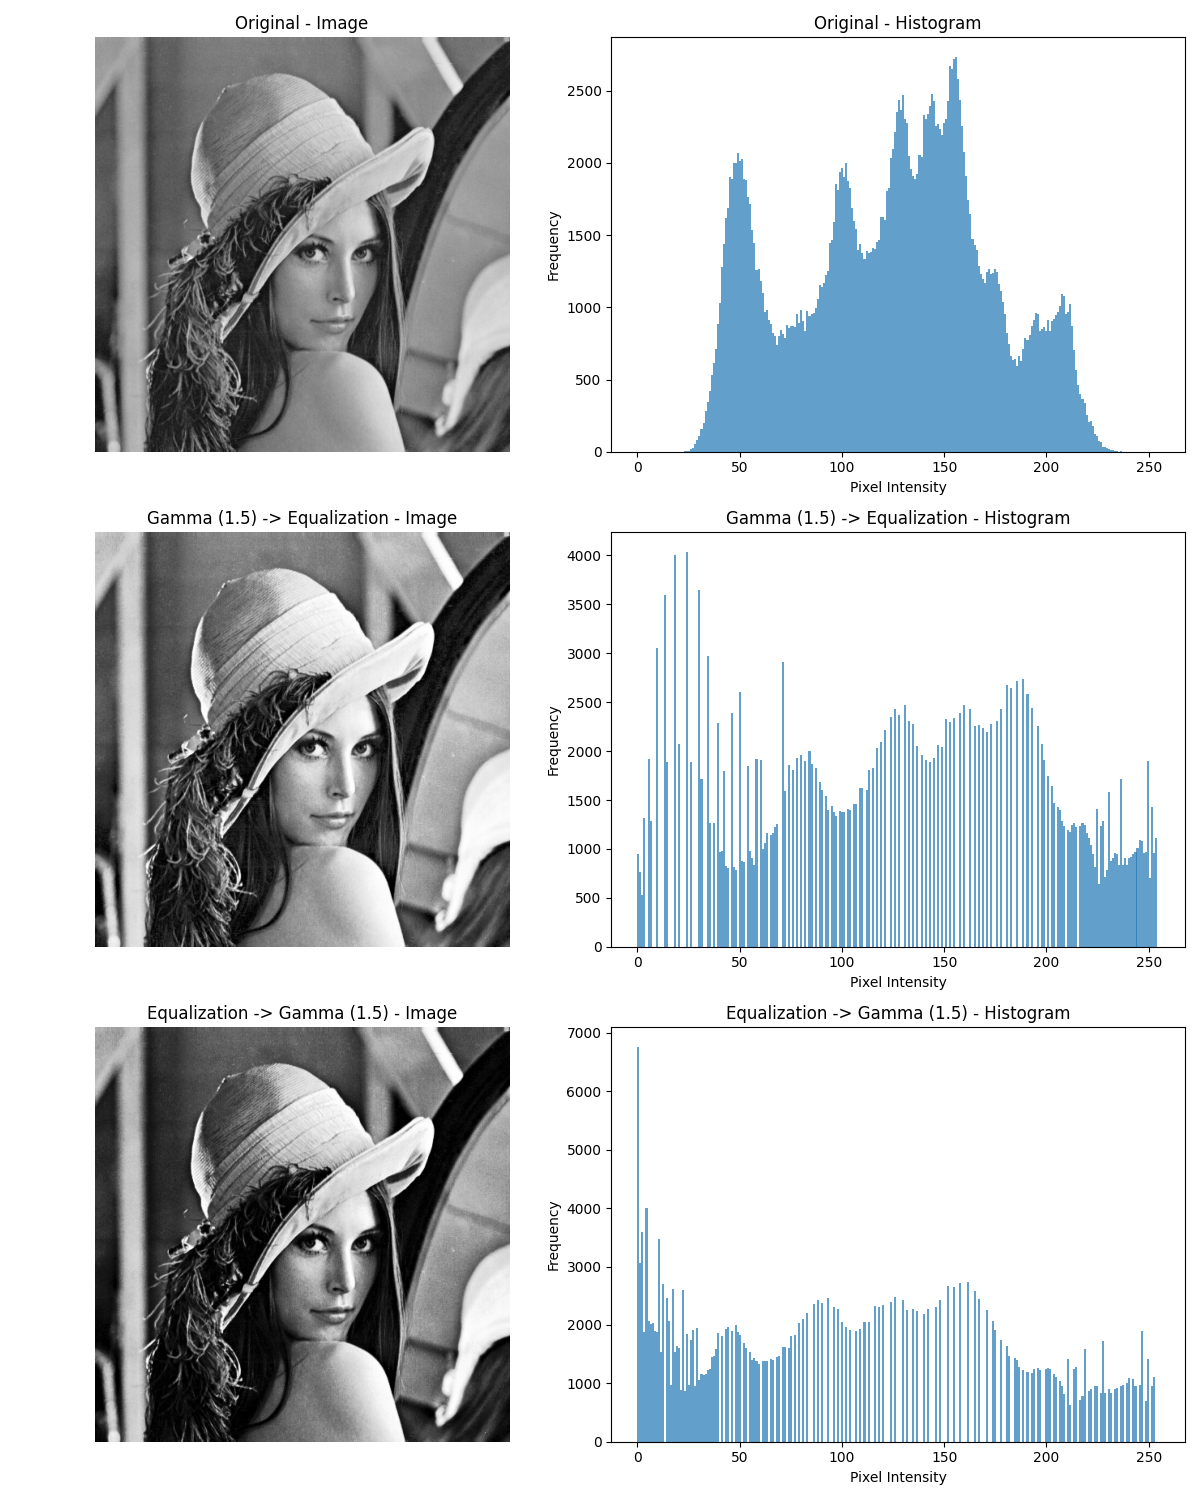 Original - Image
Original - Histogram
Frequency
2500
2000
1500
1000
500
0
0 50 100 150 200 250
Pixel Intensity
Gamma (1.5) -> Equalization - Image
Gamma (1.5) -> Equalization - Histogram
Frequency
4000
3500
3000
2500
2000
1500
1000
500
0
0 50 100 150 200 250
Pixel Intensity
Equalization -> Gamma (1.5) - Image
Equalization -> Gamma (1.5) - Histogram
Frequency
7000
6000
5000
4000
3000
2000
1000
0
0 50 100 150 200 250
Pixel Intensity